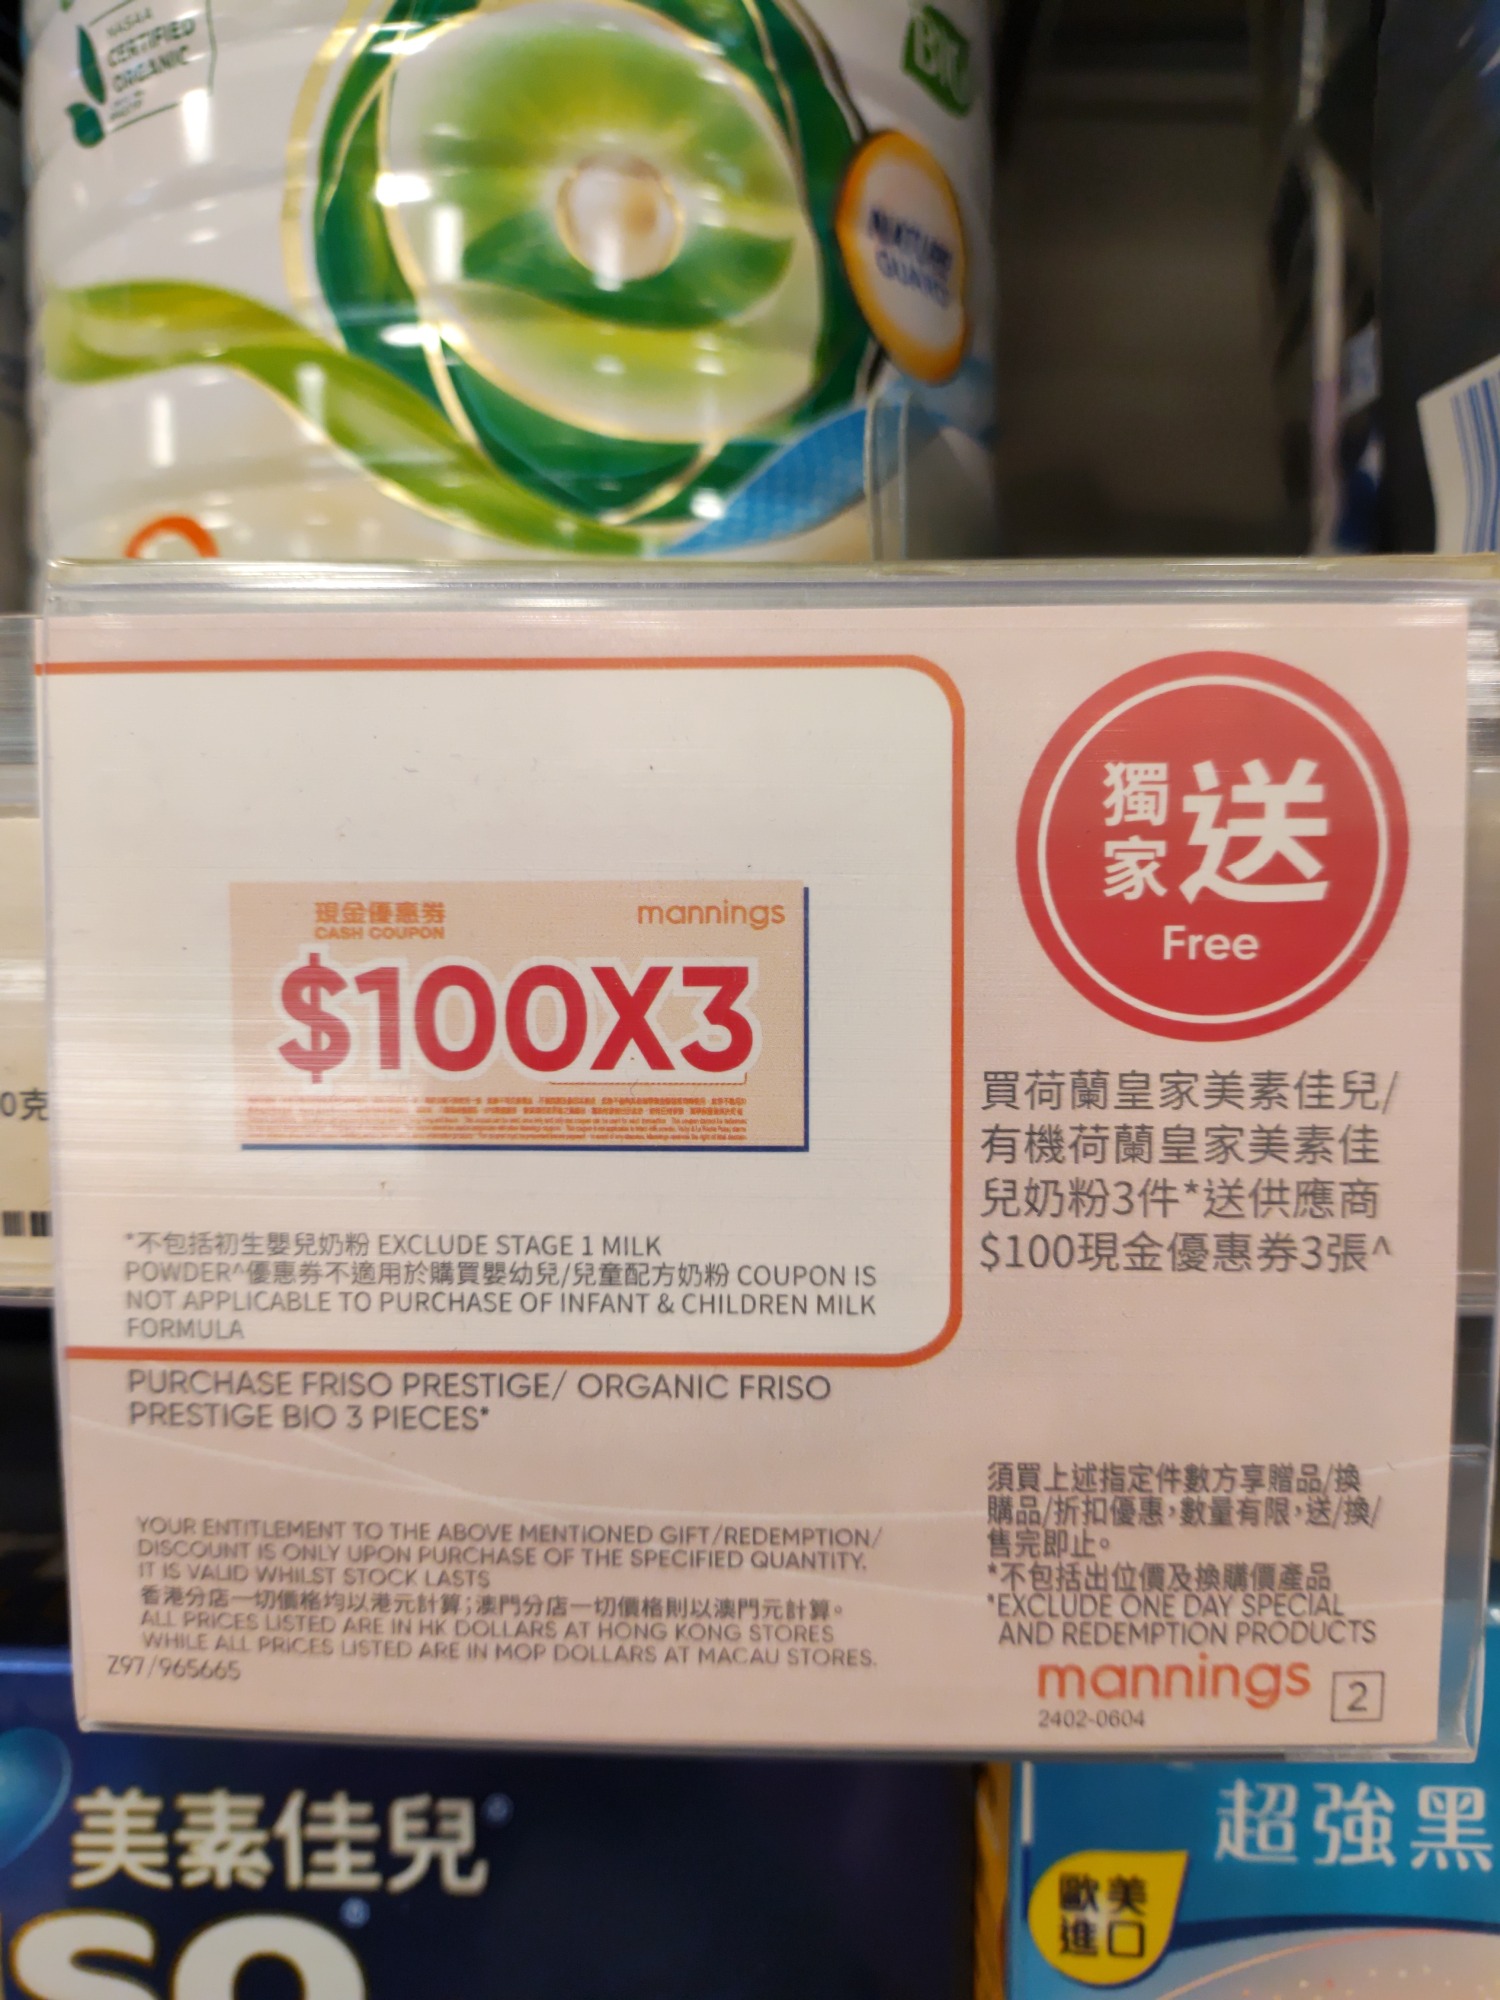 NASAA
CERTIFIED
ORGANIC
BIO
NATURE
GUARD
獨家送
Free
現金優惠券
CASH COUPON
mannings
$100X3
買荷蘭皇家美素佳兒/
有機荷蘭皇家美素佳
兒奶粉3件*送供應商
$100現金優惠券3張^
*不包括初生嬰兒奶粉 EXCLUDE STAGE 1 MILK
POWDER^優惠券不適用於購買嬰幼兒/兒童配方奶粉 COUPON IS
NOT APPLICABLE TO PURCHASE OF INFANT & CHILDREN MILK
FORMULA
PURCHASE FRISO PRESTIGE/ ORGANIC FRISO
PRESTIGE BIO 3 PIECES*
YOUR ENTITLEMENT TO THE ABOVE MENTIONED GIFT/REDEMPTION/
DISCOUNT IS ONLY UPON PURCHASE OF THE SPECIFIED QUANTITY.
IT IS VALID WHILST STOCK LASTS
香港分店一切價格均以港元計算;澳門分店一切價格則以澳門元計算。
ALL PRICES LISTED ARE IN HK DOLLARS AT HONG KONG STORES
WHILE ALL PRICES LISTED ARE IN MOP DOLLARS AT MACAU STORES.
Z97/965665
須買上述指定件數方享贈品/換
購品/折扣優惠,數量有限,送/換/
售完即止。
*不包括出位價及換購價產品
*EXCLUDE ONE DAY SPECIAL
AND REDEMPTION PRODUCTS
mannings
2
2402-0604
0克
美素佳兒®
so®
超強黑
歐美
進口